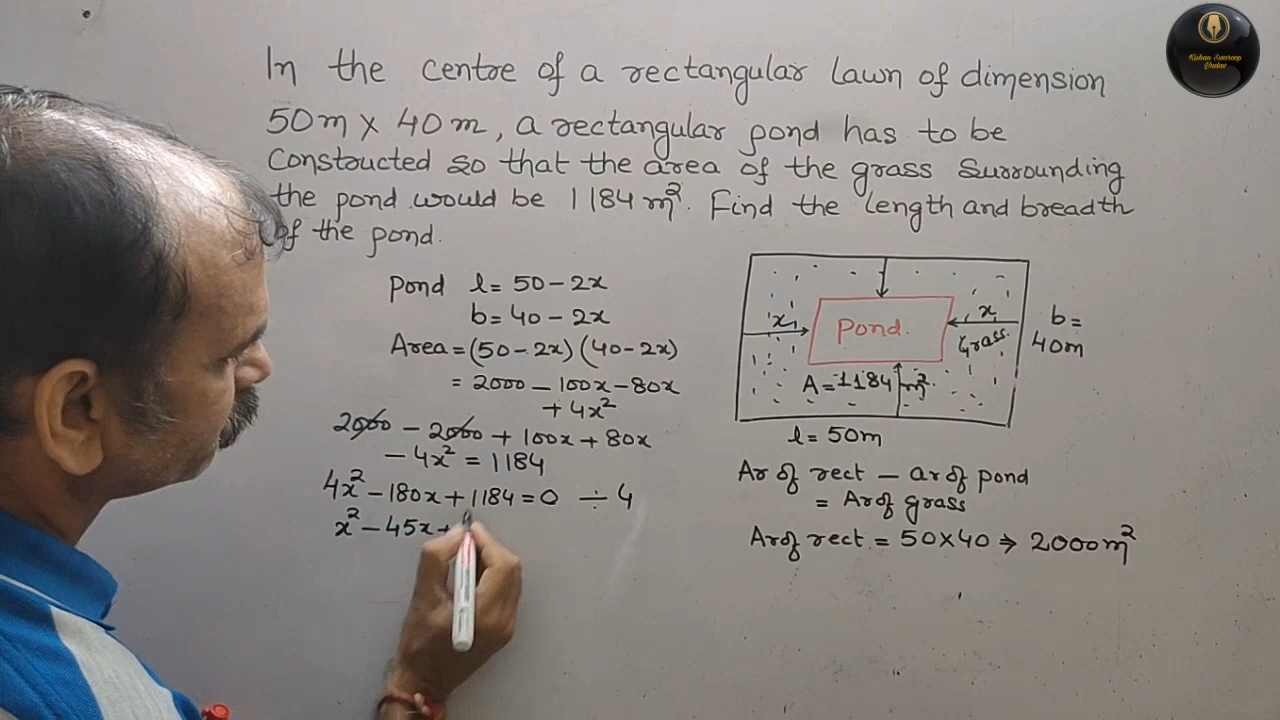 In the centre of a rectangular lawn of dimension
50m x 40m, a rectangular pond has to be
Constructed so that the area of the grass Surrounding
the pond would be 1184 m². Find the length and breadth
of the pond.
Pond l = 50 - 2x
b = 40 - 2x
Area = (50 - 2x) (40 - 2x)
= 2000 - 100x - 80x
+ 4x²
2000 - 2000 + 100x + 80x
- 4x² = 1184
4x² - 180x + 1184 = 0 ÷ 4
x² - 45x +
x
Pond.
x
Grass.
b =
40m
A = 1184 m².
l = 50m
Ar of rect - ar of pond
= Ar of grass
Ar of rect = 50 x 40 ⇒ 2000m²
Kishan Swaroop
Yadav